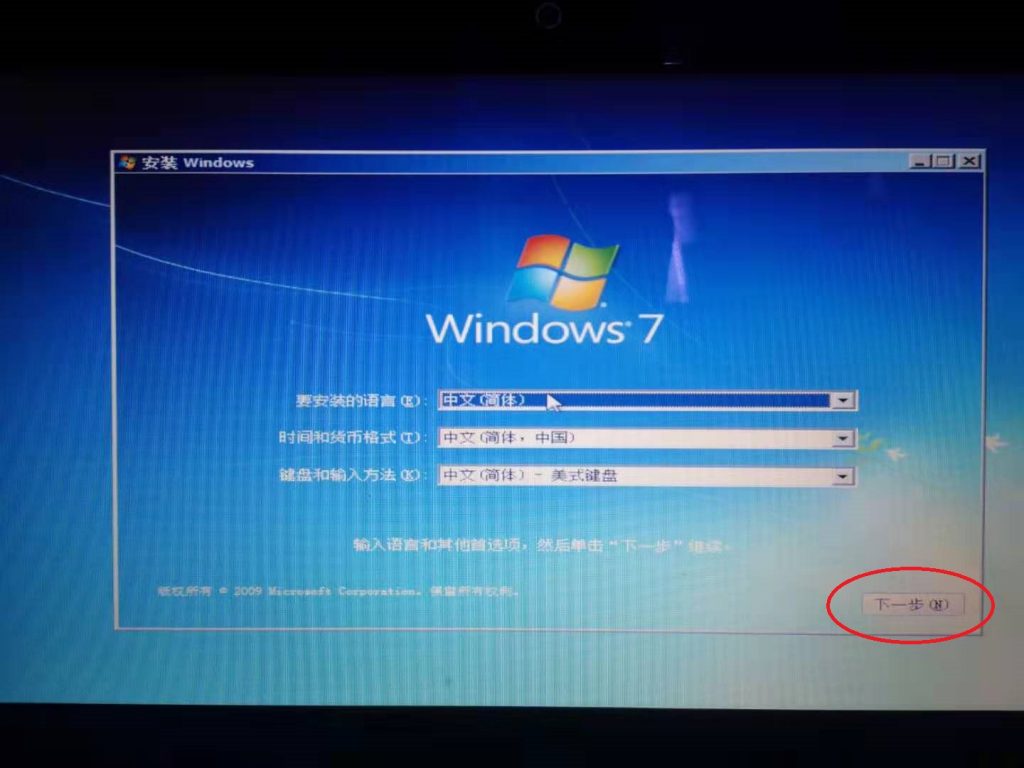 安装 Windows
Windows 7
要安装的语言(E): 中文(简体)
时间和货币格式(T): 中文(简体，中国)
键盘和输入方法(K): 中文(简体) - 美式键盘
输入语言和其他首选项，然后单击“下一步”继续。
版权所有 © 2009 Microsoft Corporation。保留所有权利。
下一步(N)